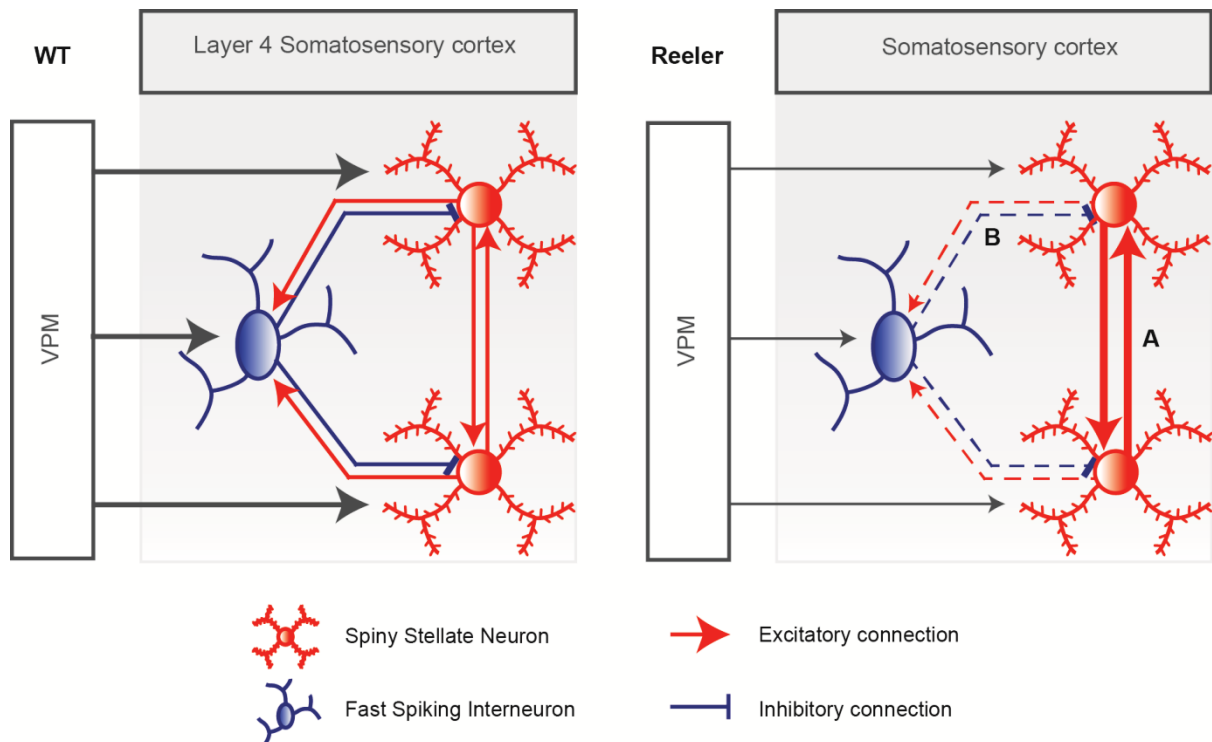 WT
Layer 4 Somatosensory cortex
VPM
Reeler
Somatosensory cortex
VPM
B
A
Spiny Stellate Neuron
Excitatory connection
Fast Spiking Interneuron
Inhibitory connection